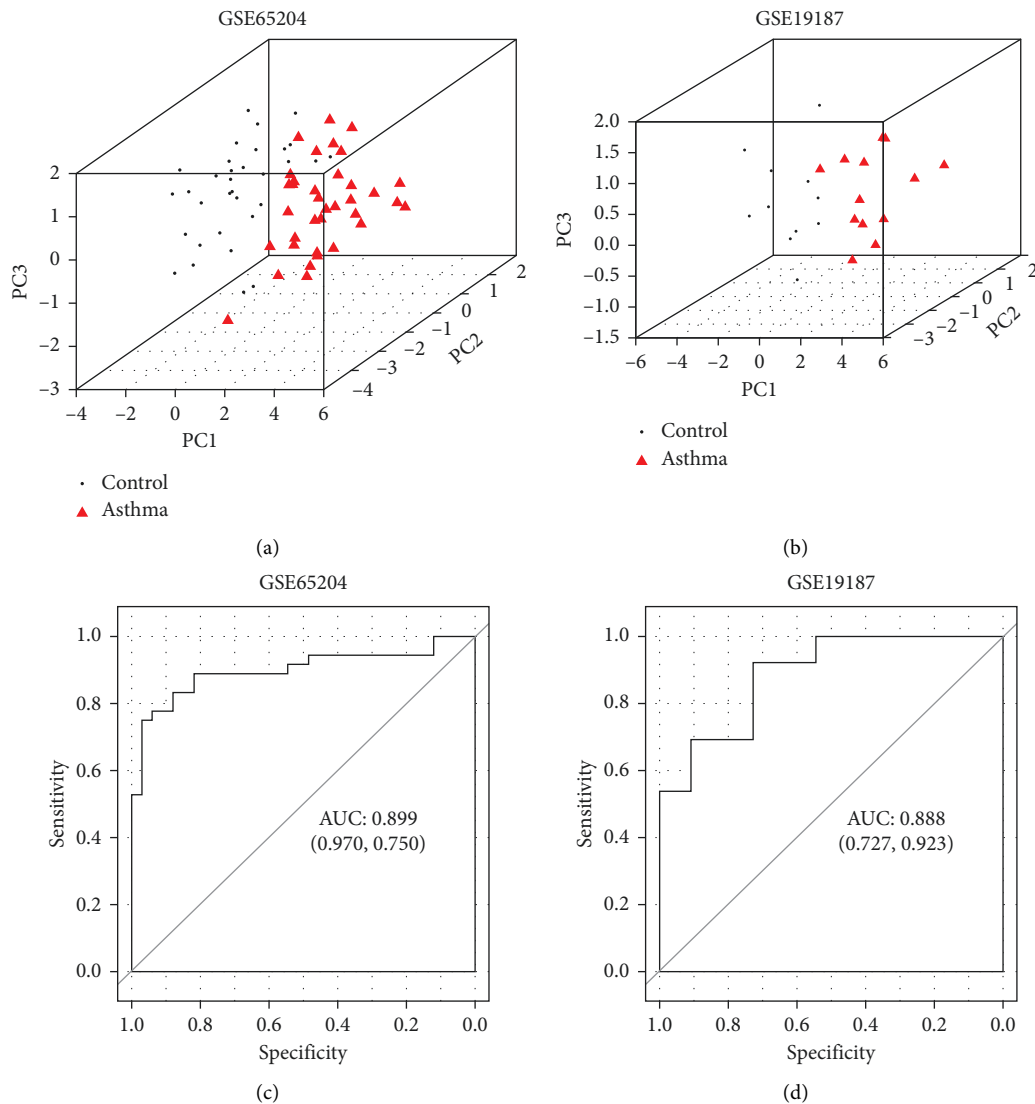 GSE65204
2
1
0
−1
−2
−3
PC3
−4
−2
0
2
4
6
PC1
−4
−3
−2
−1
0
1
2
PC2
Control
Asthma
(a)
GSE19187
2.0
1.5
1.0
0.5
0.0
−0.5
−1.0
−1.5
PC3
−6
−4
−2
0
2
4
6
PC1
−3
−2
−1
0
1
2
PC2
Control
Asthma
(b)
GSE65204
1.0
0.8
0.6
0.4
0.2
0.0
Sensitivity
AUC: 0.899
(0.970, 0.750)
1.0
0.8
0.6
0.4
0.2
0.0
Specificity
(c)
GSE19187
1.0
0.8
0.6
0.4
0.2
0.0
Sensitivity
AUC: 0.888
(0.727, 0.923)
1.0
0.8
0.6
0.4
0.2
0.0
Specificity
(d)